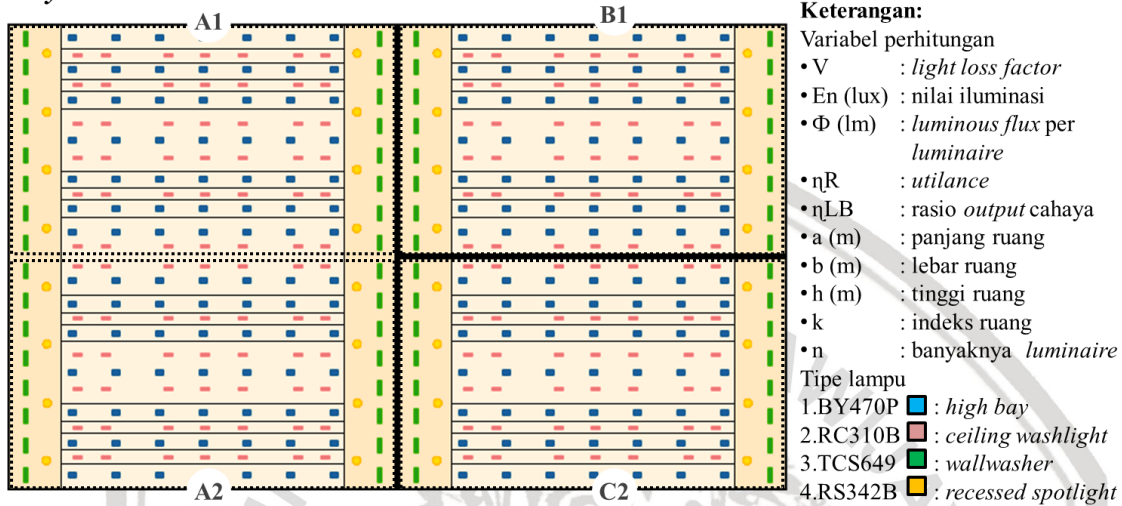 A1
B1
A2
C2
Keterangan:
Variabel perhitungan
• V : light loss factor
• En (lux) : nilai iluminasi
• Φ (lm) : luminous flux per
luminaire
• ηR : utilance
• ηLB : rasio output cahaya
• a (m) : panjang ruang
• b (m) : lebar ruang
• h (m) : tinggi ruang
• k : indeks ruang
• n : banyaknya luminaire
Tipe lampu
1.BY470P : high bay
2.RC310B : ceiling washlight
3.TCS649 : wallwasher
4.RS342B : recessed spotlight